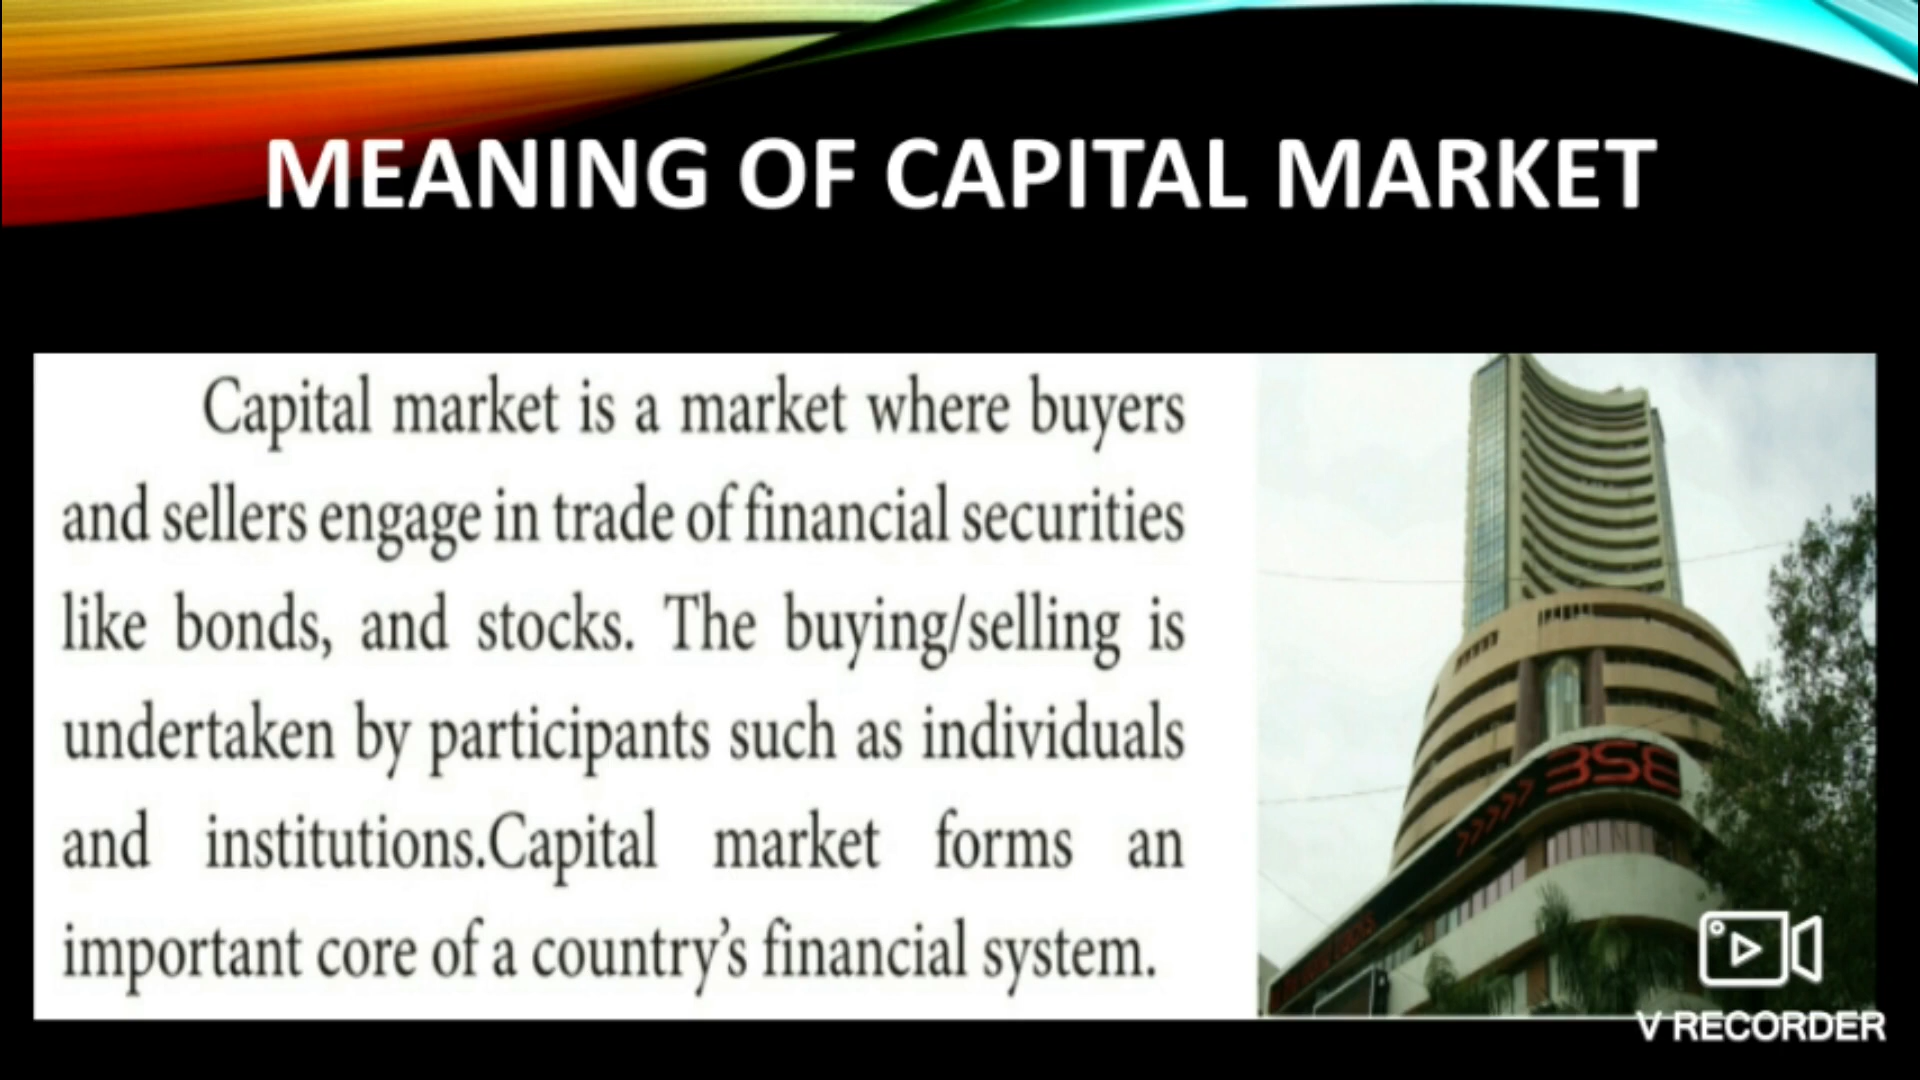 MEANING OF CAPITAL MARKET
Capital market is a market where buyers
and sellers engage in trade of financial securities
like bonds, and stocks. The buying/selling is
undertaken by participants such as individuals
and institutions.Capital market forms an
important core of a country’s financial system.
BSE
V RECORDER